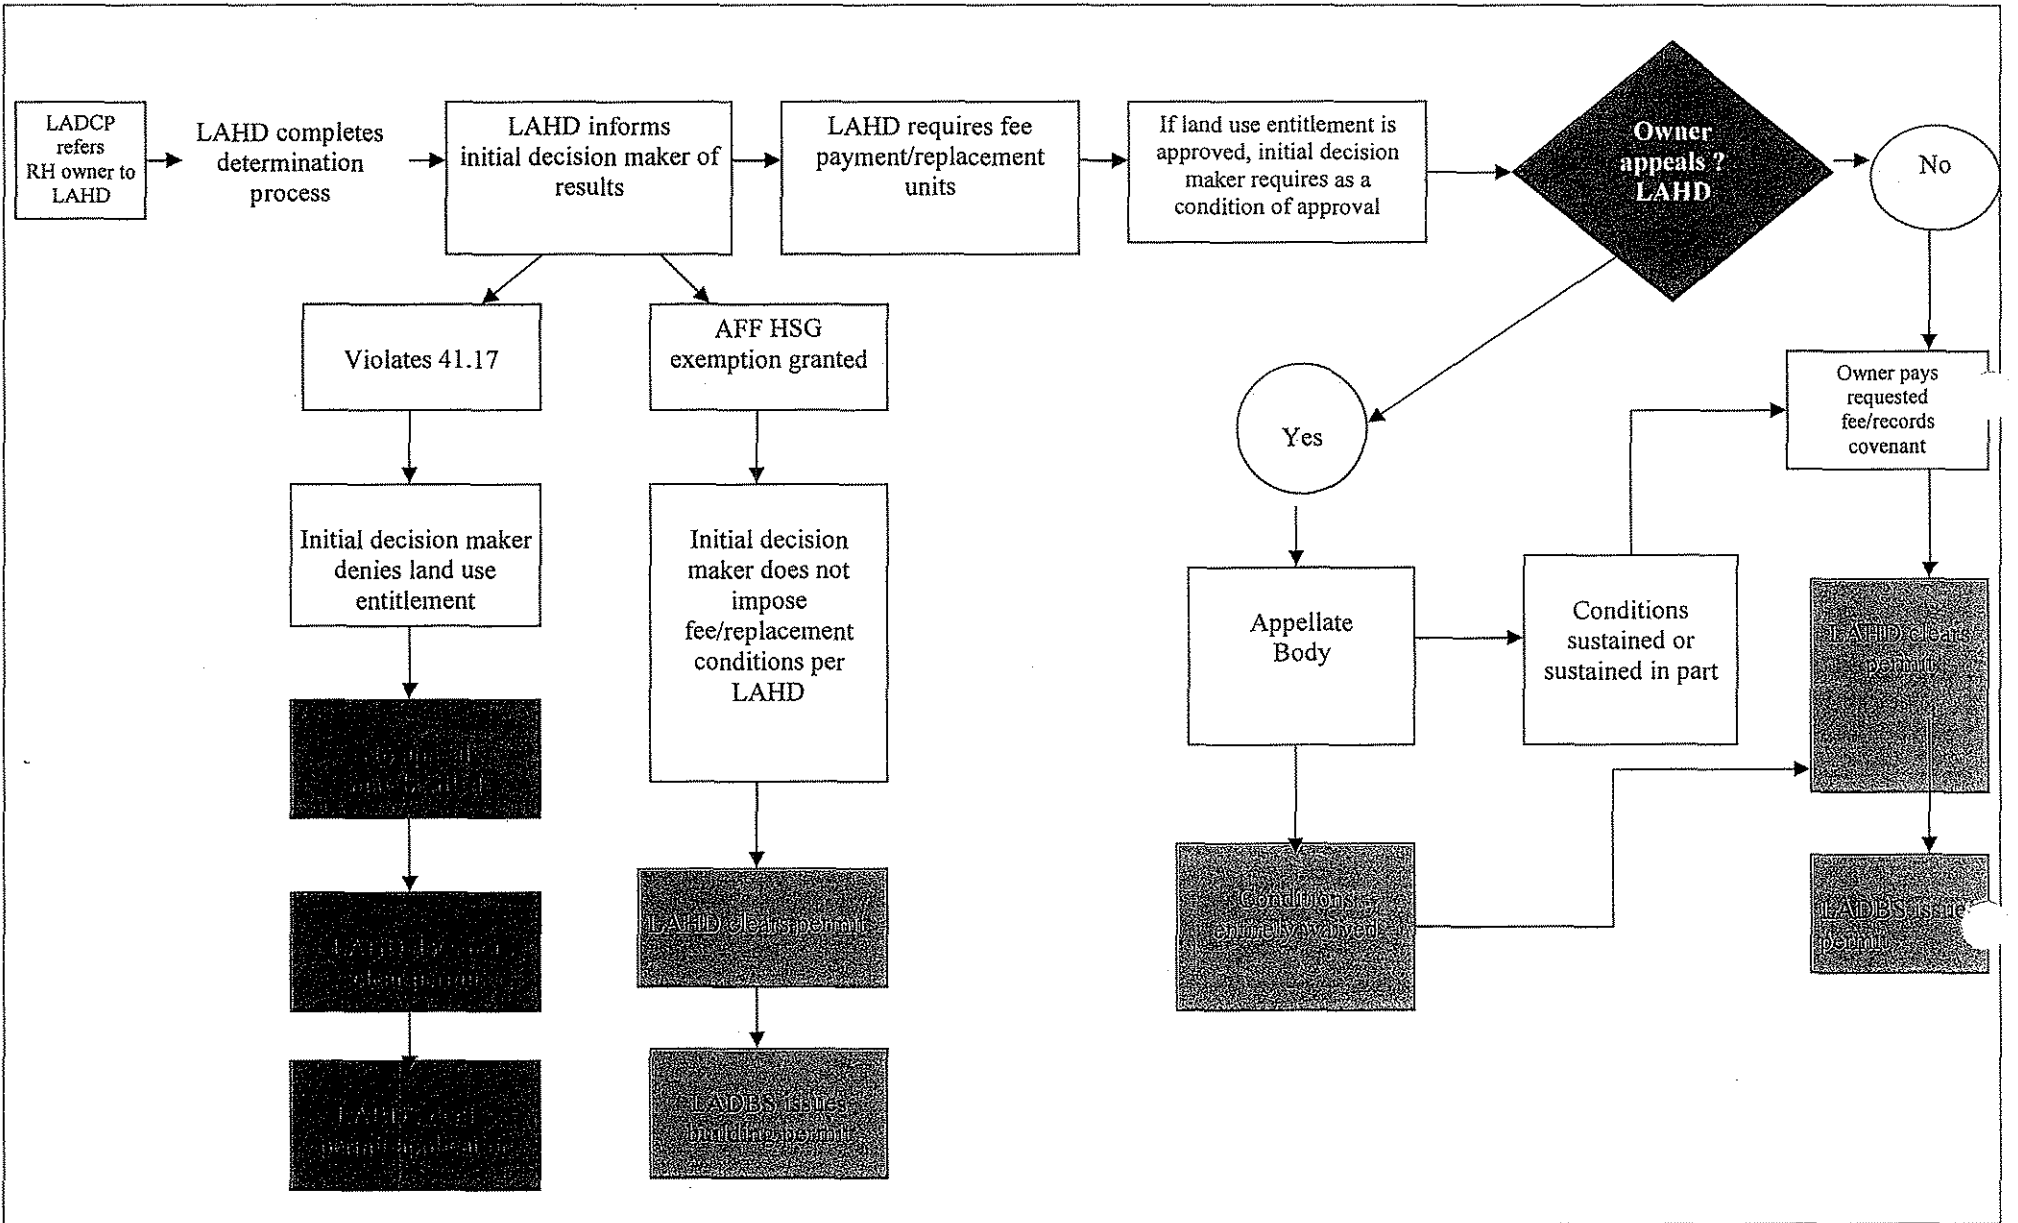 LADCP
refers
RH owner to
LAHD
LAHD completes
determination
process
LAHD informs
initial decision maker of
results
LAHD requires fee
payment/replacement
units
If land use entitlement is
approved, initial decision
maker requires as a
condition of approval
Owner
appeals ?
LAHD
No
Violates 41.17
AFF HSG
exemption granted
Yes
Owner pays
requested
fee/records
covenant
Initial decision maker
denies land use
entitlement
Initial decision
maker does not
impose
fee/replacement
conditions per
LAHD
Appellate
Body
Conditions
sustained or
sustained in part
LAHD clears
permit
LAHD clears permit
Conditions
entirely waived
LADBS issues
permit
LADBS issues
building permit